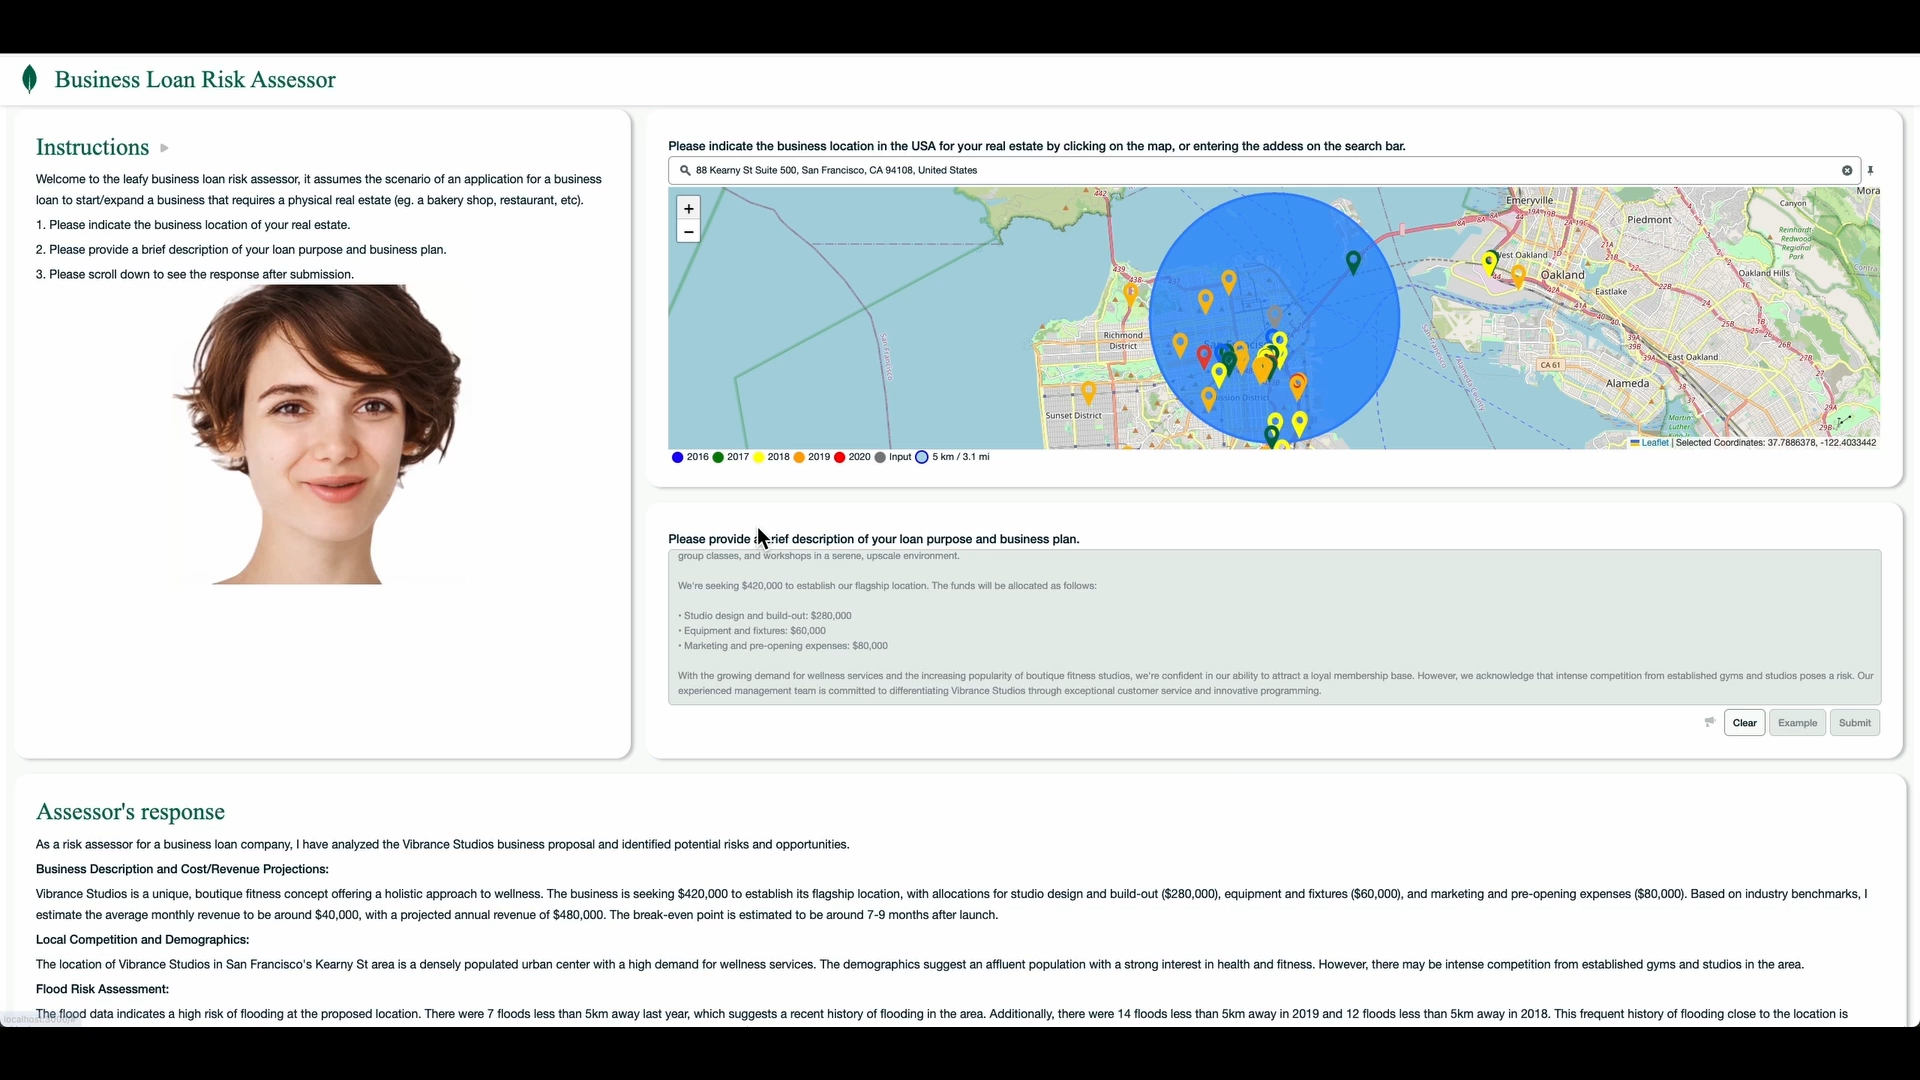 Business Loan Risk Assessor
Instructions
Welcome to the leafy business loan risk assessor, it assumes the scenario of an application for a business
loan to start/expand a business that requires a physical real estate (eg. a bakery shop, restaurant, etc).
1. Please indicate the business location of your real estate.
2. Please provide a brief description of your loan purpose and business plan.
3. Please scroll down to see the response after submission.
Please indicate the business location in the USA for your real estate by clicking on the map, or entering the addess on the search bar.
88 Kearny St Suite 500, San Francisco, CA 94108, United States
+
−
442
439
438
Richmond
District
Sunset District
San Francisco
Mission District
Emeryville
Piedmont
Mora
Canyon
Reinhardt
Redwood
Regional
Park
West Oakland
Oakland
Oakland Hills
Eastlake
East Oakland
CA 61
Alameda
Leaflet | Selected Coordinates: 37.7886378, -122.4033442
2016 2017 2018 2019 2020 Input 5 km / 3.1 mi
Please provide a brief description of your loan purpose and business plan.
group classes, and workshops in a serene, upscale environment.
We're seeking $420,000 to establish our flagship location. The funds will be allocated as follows:
• Studio design and build-out: $280,000
• Equipment and fixtures: $60,000
• Marketing and pre-opening expenses: $80,000
With the growing demand for wellness services and the increasing popularity of boutique fitness studios, we're confident in our ability to attract a loyal membership base. However, we acknowledge that intense competition from established gyms and studios poses a risk. Our
experienced management team is committed to differentiating Vibrance Studios through exceptional customer service and innovative programming.
Clear Example Submit
Assessor's response
As a risk assessor for a business loan company, I have analyzed the Vibrance Studios business proposal and identified potential risks and opportunities.
Business Description and Cost/Revenue Projections:
Vibrance Studios is a unique, boutique fitness concept offering a holistic approach to wellness. The business is seeking $420,000 to establish its flagship location, with allocations for studio design and build-out ($280,000), equipment and fixtures ($60,000), and marketing and pre-opening expenses ($80,000). Based on industry benchmarks, I
estimate the average monthly revenue to be around $40,000, with a projected annual revenue of $480,000. The break-even point is estimated to be around 7-9 months after launch.
Local Competition and Demographics:
The location of Vibrance Studios in San Francisco's Kearny St area is a densely populated urban center with a high demand for wellness services. The demographics suggest an affluent population with a strong interest in health and fitness. However, there may be intense competition from established gyms and studios in the area.
Flood Risk Assessment:
The flood data indicates a high risk of flooding at the proposed location. There were 7 floods less than 5km away last year, which suggests a recent history of flooding in the area. Additionally, there were 14 floods less than 5km away in 2019 and 12 floods less than 5km away in 2018. This frequent history of flooding close to the location is